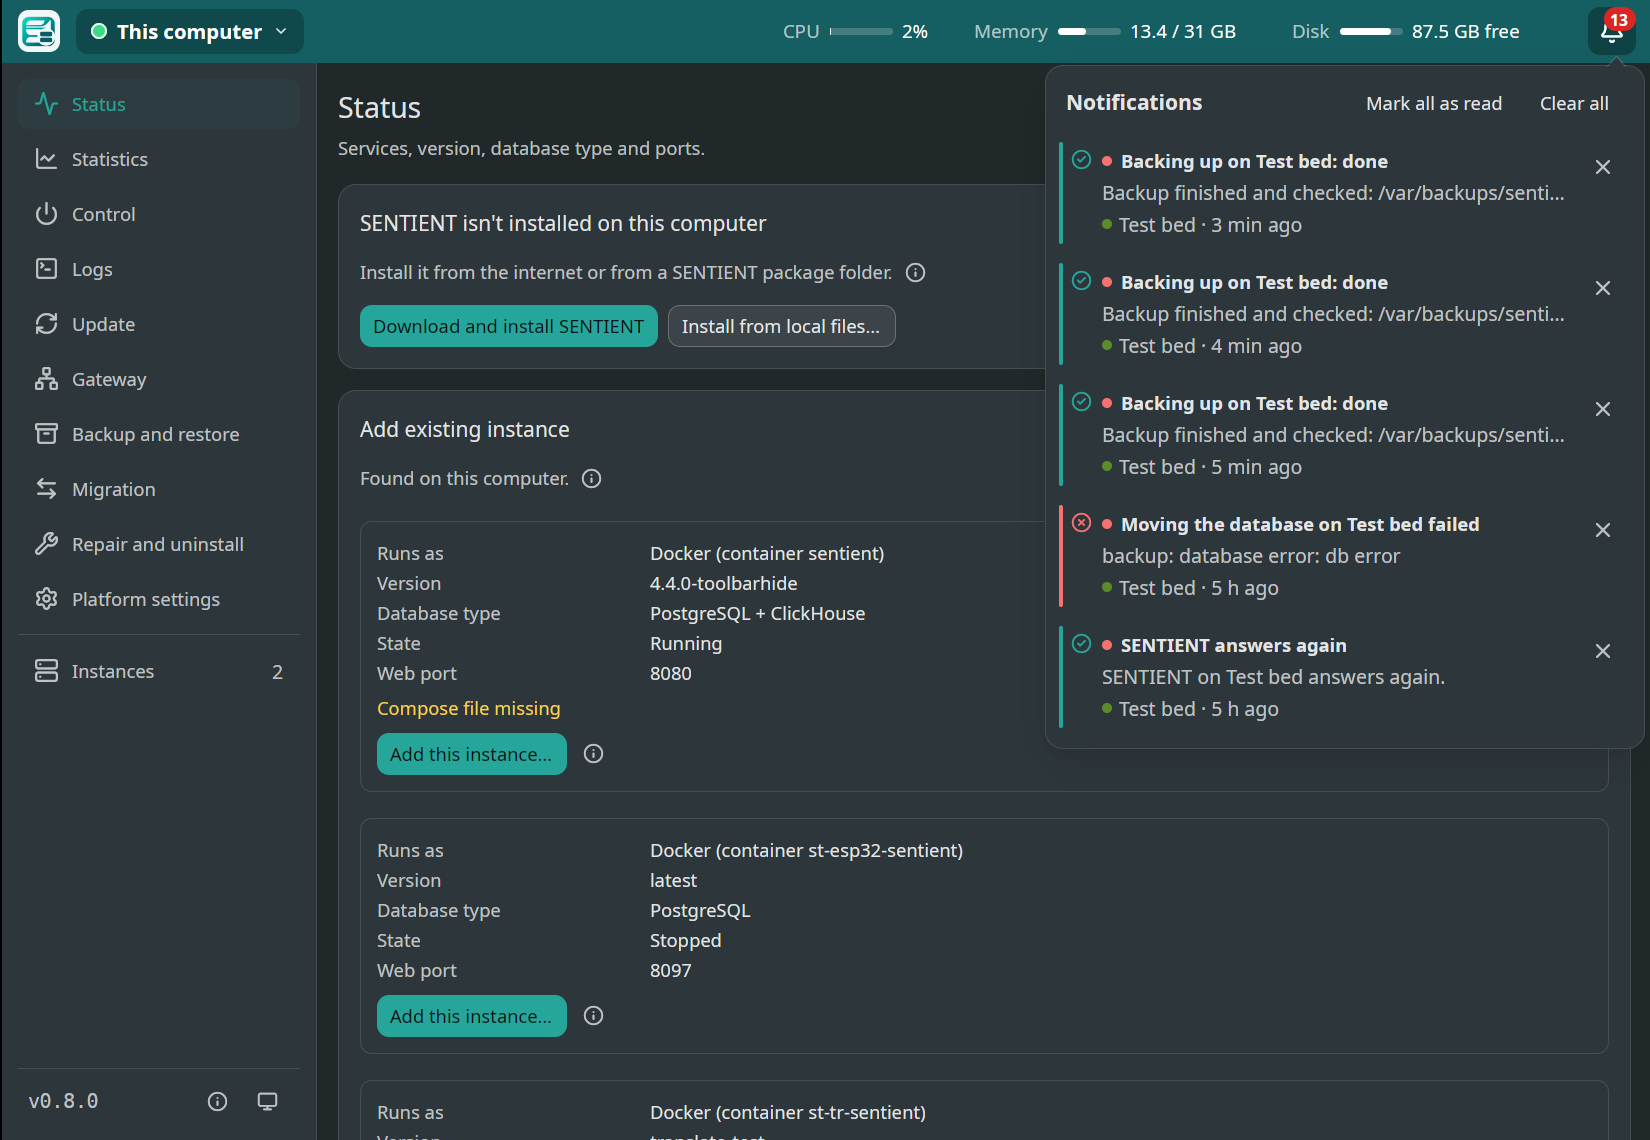 This computer
CPU 2%
Memory 13.4 / 31 GB
Disk 87.5 GB free
13
Status
Statistics
Control
Logs
Update
Gateway
Backup and restore
Migration
Repair and uninstall
Platform settings
Instances 2
v0.8.0
Status
Services, version, database type and ports.
SENTIENT isn't installed on this computer
Install it from the internet or from a SENTIENT package folder.
Download and install SENTIENT
Install from local files...
Add existing instance
Found on this computer.
Runs as Docker (container sentient)
Version 4.4.0-toolbarhide
Database type PostgreSQL + ClickHouse
State Running
Web port 8080
Compose file missing
Add this instance...
Runs as Docker (container st-esp32-sentient)
Version latest
Database type PostgreSQL
State Stopped
Web port 8097
Add this instance...
Runs as Docker (container st-tr-sentient)
Version translate-test
Notifications Mark all as read Clear all
Backing up on Test bed: done
Backup finished and checked: /var/backups/senti...
Test bed · 3 min ago
Backing up on Test bed: done
Backup finished and checked: /var/backups/senti...
Test bed · 4 min ago
Backing up on Test bed: done
Backup finished and checked: /var/backups/senti...
Test bed · 5 min ago
Moving the database on Test bed failed
backup: database error: db error
Test bed · 5 h ago
SENTIENT answers again
SENTIENT on Test bed answers again.
Test bed · 5 h ago